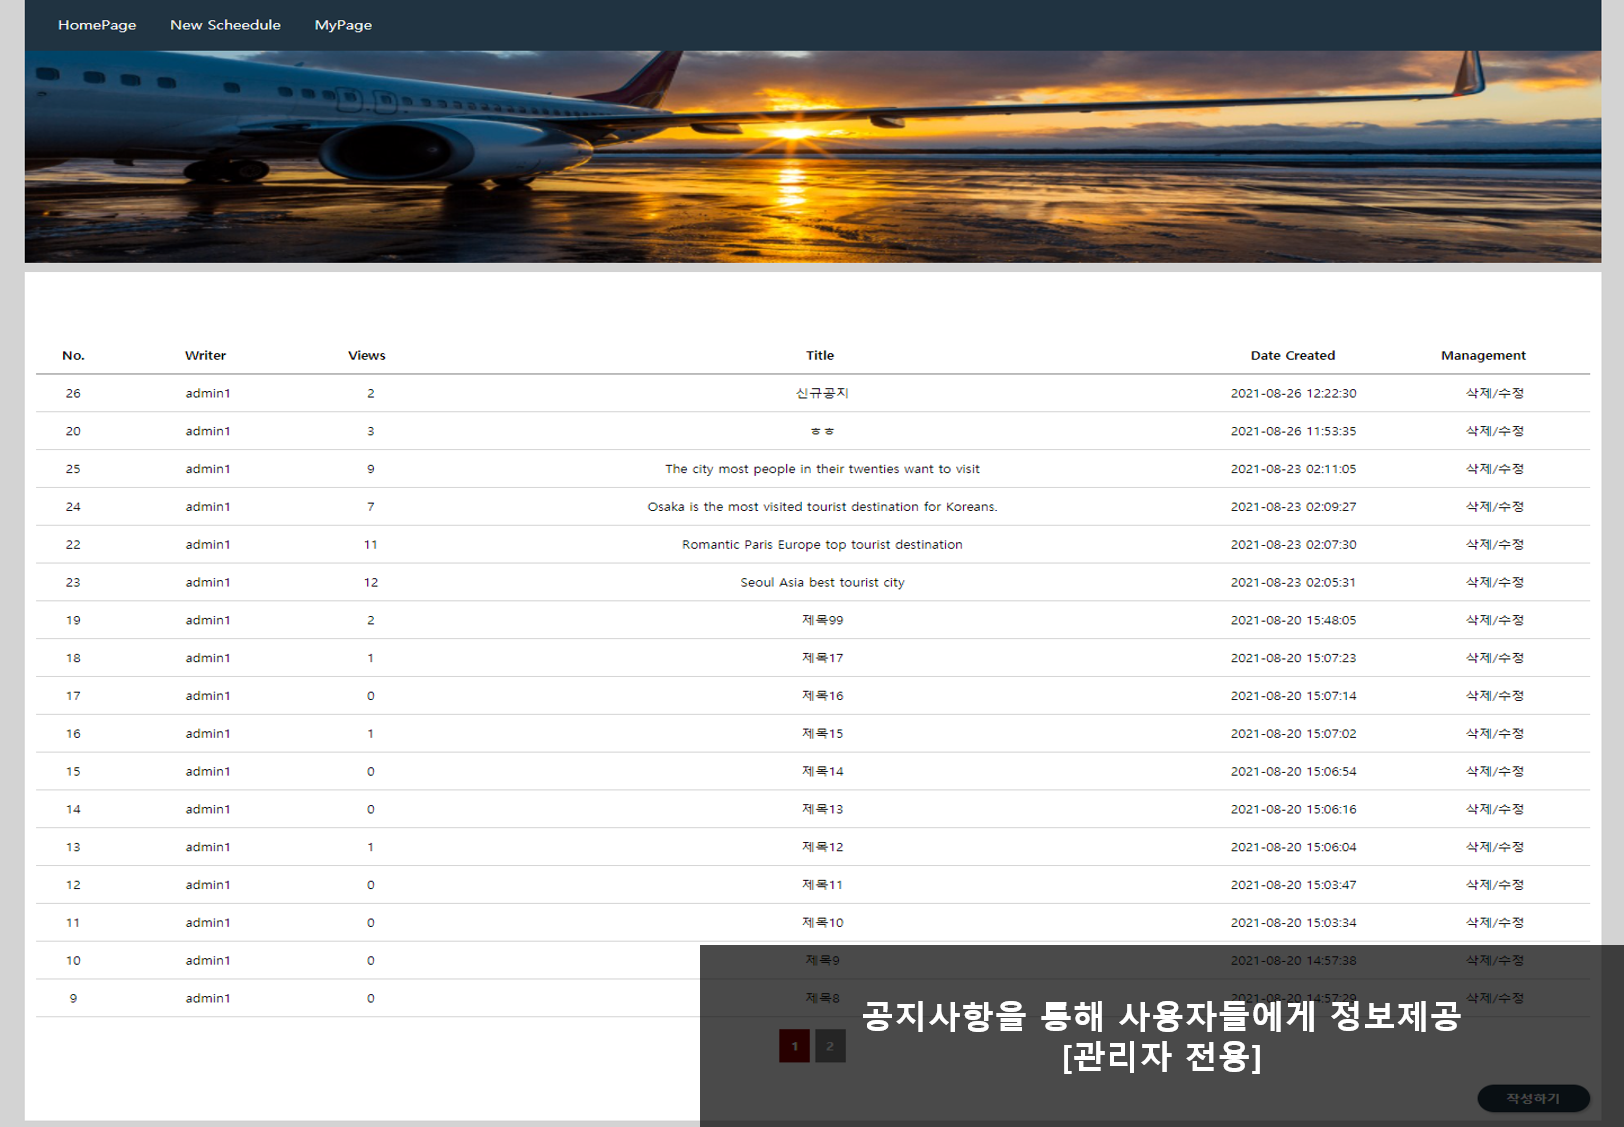 HomePage New Scheedule MyPage
No. Writer Views Title Date Created Management
26 admin1 2 신규공지 2021-08-26 12:22:30 삭제/수정
20 admin1 3 ㅎㅎ 2021-08-26 11:53:35 삭제/수정
25 admin1 9 The city most people in their twenties want to visit 2021-08-23 02:11:05 삭제/수정
24 admin1 7 Osaka is the most visited tourist destination for Koreans. 2021-08-23 02:09:27 삭제/수정
22 admin1 11 Romantic Paris Europe top tourist destination 2021-08-23 02:07:30 삭제/수정
23 admin1 12 Seoul Asia best tourist city 2021-08-23 02:05:31 삭제/수정
19 admin1 2 제목99 2021-08-20 15:48:05 삭제/수정
18 admin1 1 제목17 2021-08-20 15:07:23 삭제/수정
17 admin1 0 제목16 2021-08-20 15:07:14 삭제/수정
16 admin1 1 제목15 2021-08-20 15:07:02 삭제/수정
15 admin1 0 제목14 2021-08-20 15:06:54 삭제/수정
14 admin1 0 제목13 2021-08-20 15:06:16 삭제/수정
13 admin1 1 제목12 2021-08-20 15:06:04 삭제/수정
12 admin1 0 제목11 2021-08-20 15:03:47 삭제/수정
11 admin1 0 제목10 2021-08-20 15:03:34 삭제/수정
10 admin1 0 제목9 2021-08-20 14:57:38 삭제/수정
9 admin1 0 제목8 2021-08-20 14:57:29 삭제/수정
공지사항을 통해 사용자들에게 정보제공
[관리자 전용]
1 2
작성하기